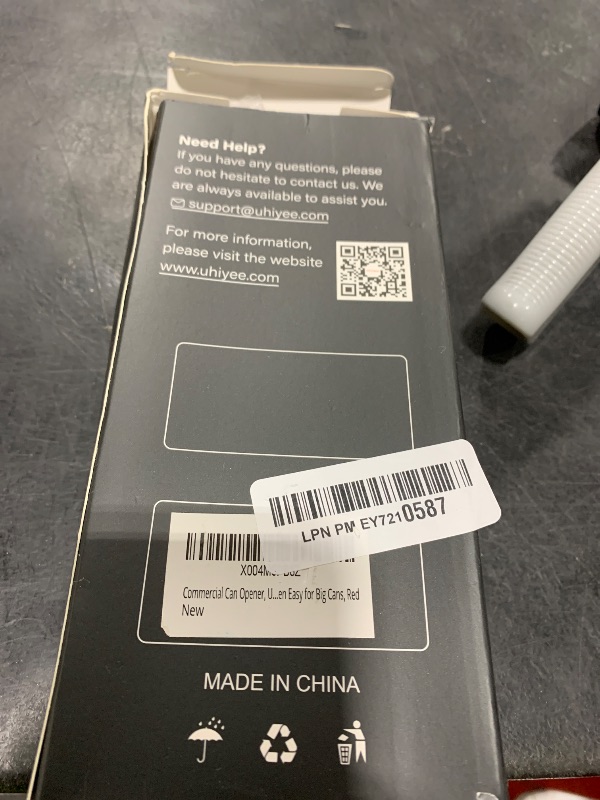 Need Help?
If you have any questions, please
do not hesitate to contact us. We
are always available to assist you.
support@uhiyee.com
For more information,
please visit the website
www.uhiyee.com
LPN PM EY7210587
Commercial Can Opener, U...en Easy for Big Cans, Red
New
MADE IN CHINA